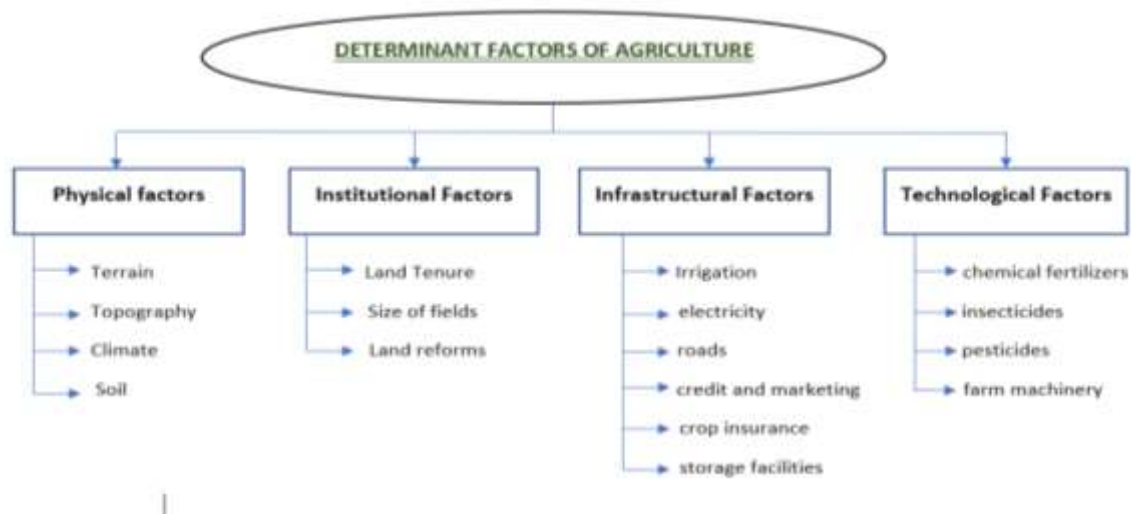 DETERMINANT FACTORS OF AGRICULTURE
Physical factors
Terrain
Topography
Climate
Soil
Institutional Factors
Land Tenure
Size of fields
Land reforms
Infrastructural Factors
Irrigation
electricity
roads
credit and marketing
crop insurance
storage facilities
Technological Factors
chemical fertilizers
insecticides
pesticides
farm machinery